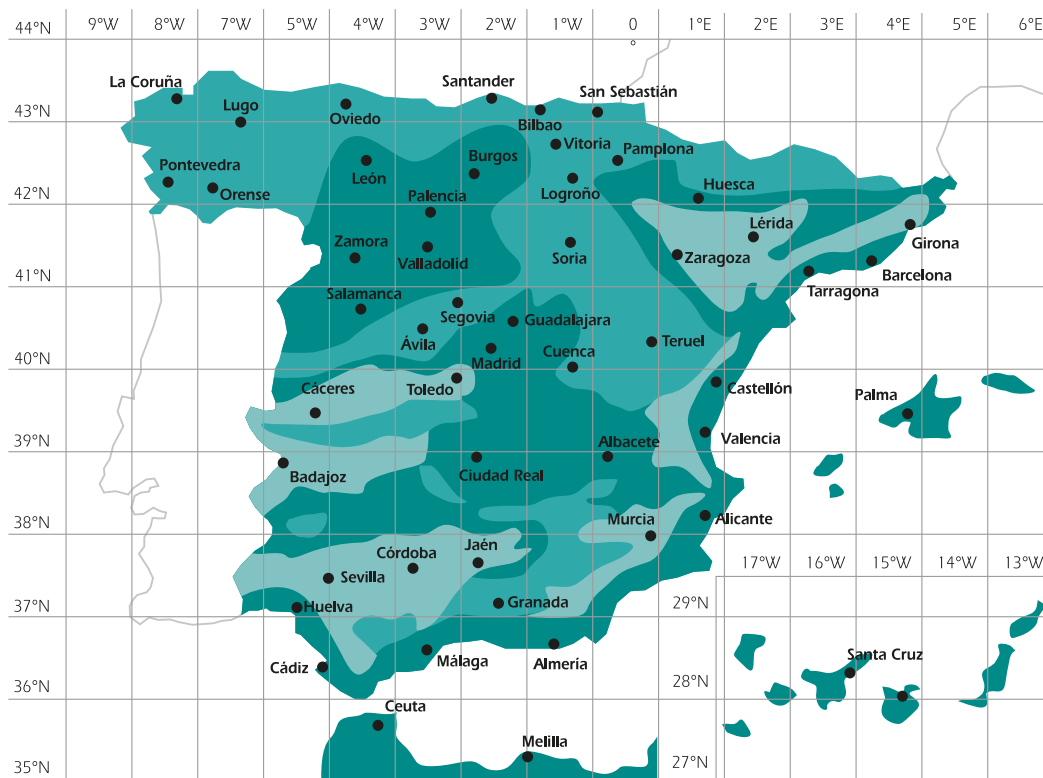 44°N 9°W 8°W 7°W 6°W 5°W 4°W 3°W 2°W 1°W 0 1°E 2°E 3°E 4°E 5°E 6°E
°
La Coruña
Santander
San Sebastián
Lugo
Oviedo
Bilbao
43°N
Vitoria
Pamplona
Pontevedra
Burgos
León
Orense
Logroño
Huesca
42°N
Palencia
Lérida
Girona
Zamora
Valladolid
Soria
Zaragoza
Barcelona
41°N
Tarragona
Salamanca
Segovia
Guadalajara
Ávila
Madrid
Cuenca
Teruel
40°N
Cáceres
Toledo
Castellón
Palma
39°N
Albacete
Valencia
Badajoz
Ciudad Real
38°N
Murcia
Alicante
Córdoba
Jaén
Sevilla
17°W 16°W 15°W 14°W 13°W
37°N
Huelva
Granada
29°N
Cádiz
Málaga
Almería
Santa Cruz
36°N
28°N
Ceuta
Melilla
35°N
27°N